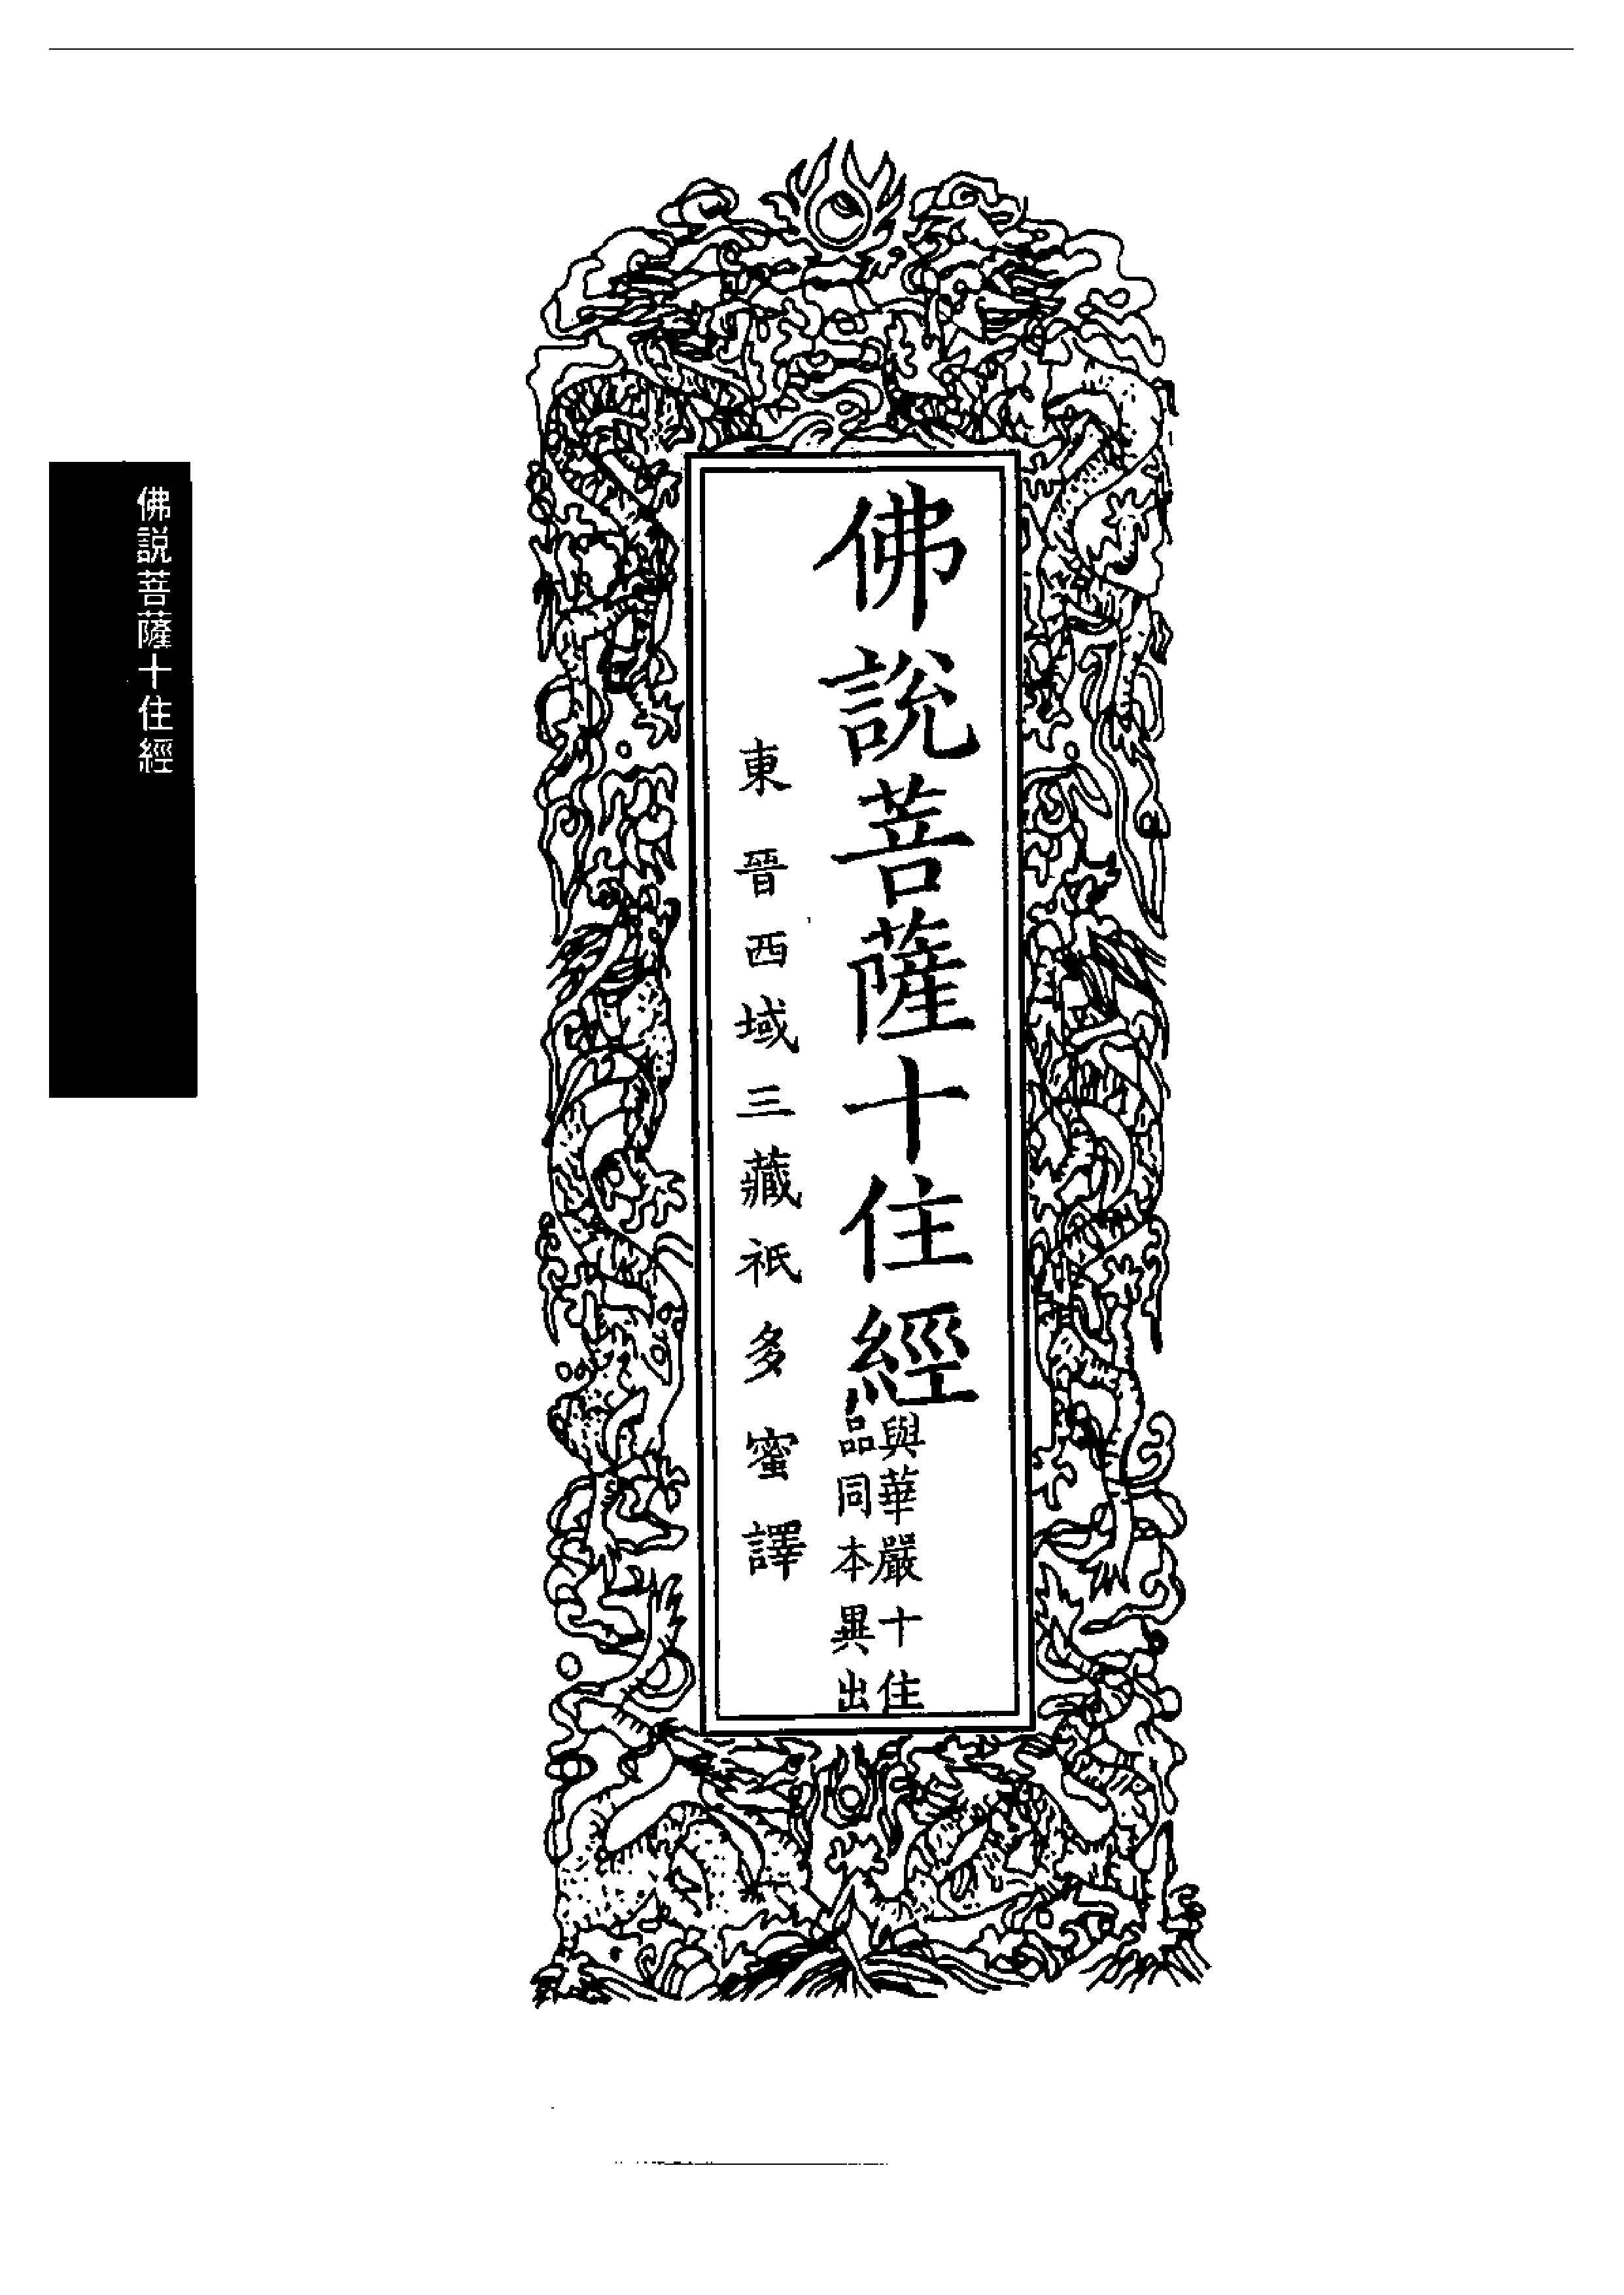 佛說菩薩十住經
與華嚴十住
品同本異出
東晉西域三藏祇多蜜譯
佛說菩薩十住經